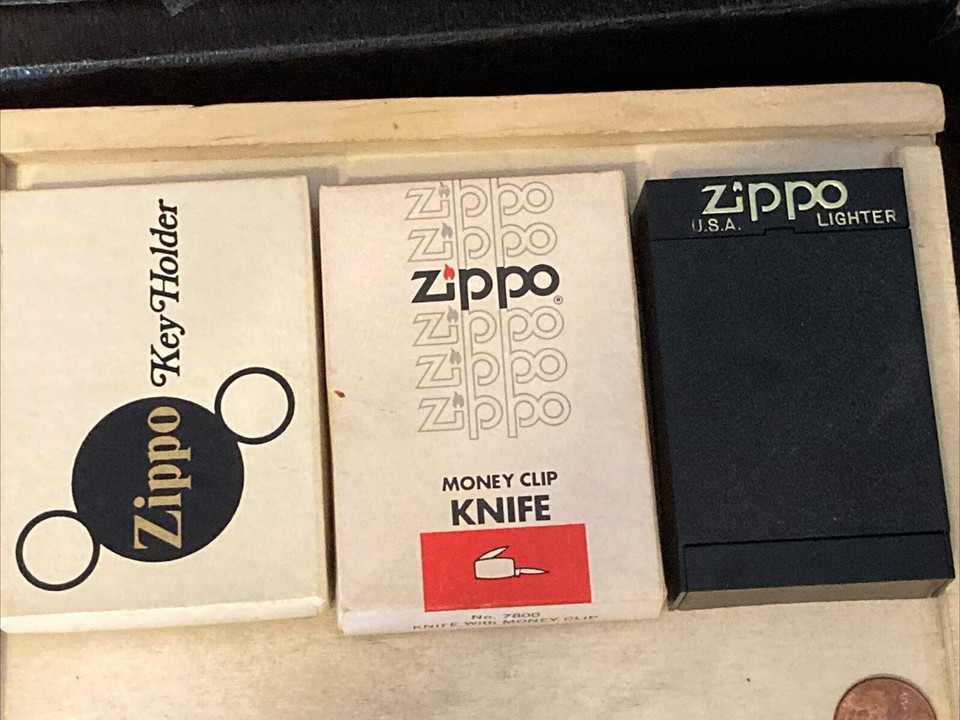 Zippo Key Holder
zippo
zippo
zippo®
zippo
zippo
zippo
MONEY CLIP
KNIFE
No. 7800
KNIFE With MONEY CLIP
zippo
U.S.A. LIGHTER